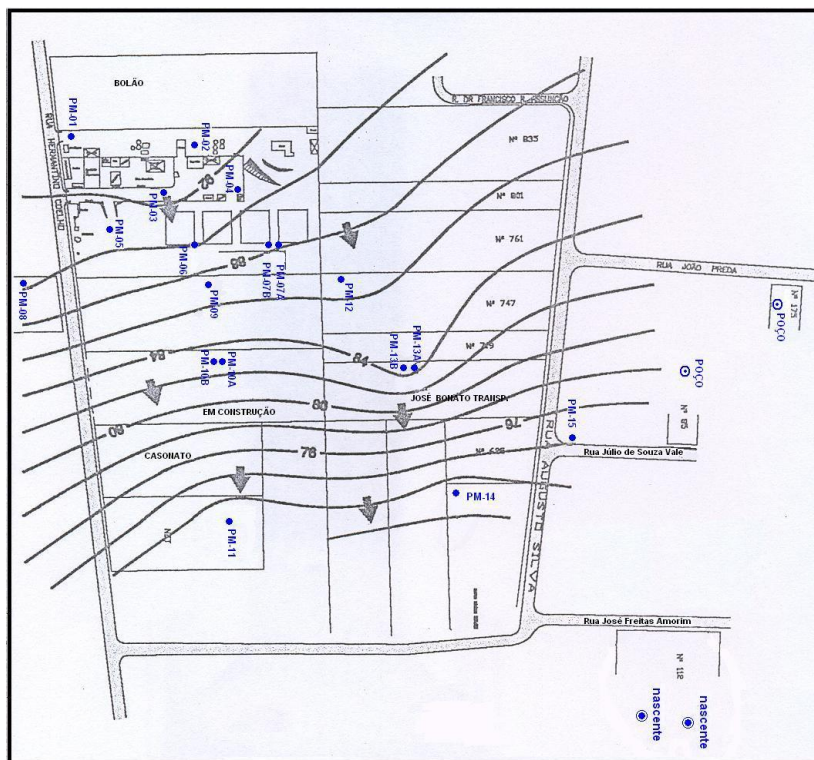 BOLÃO
R. DR FRANCISCO R. ASSUNÇÃO
PM-01
RUA HERMANTINO COELHO
PM-02
Nº 833
PM-04
PM-03
Nº 801
PM-05
PM-06
88
PM-07B
PM-07A
Nº 761
RUA JOÃO PREDA
PM-08
PM-09
PM-12
Nº 747
Nº 175
POÇO
84
PM-10B
PM-10A
84
PM-13B
PM-13A
Nº 719
POÇO
JOSÉ BONATO TRANSP.
80
EM CONSTRUÇÃO
80
76
PM-15
CASONATO
76
RUA AUGUSTO SILVA
Rua Júlio de Souza Vale
PM-14
PM-11
Rua José Freitas Amorim
Nº 112
nascente
nascente